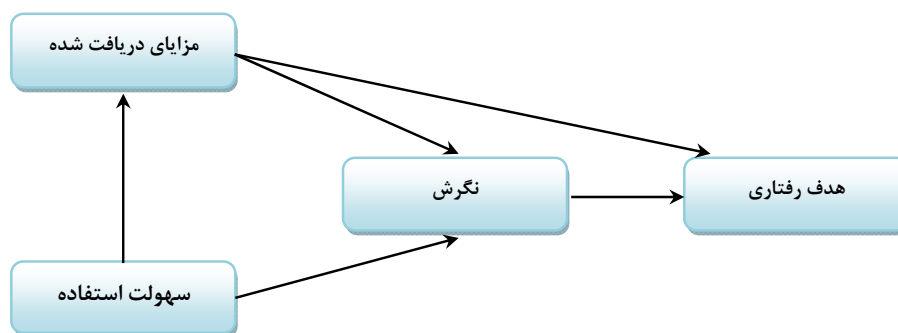 مزایای دریافت شده
نگرش
هدف رفتاری
سهولت استفاده